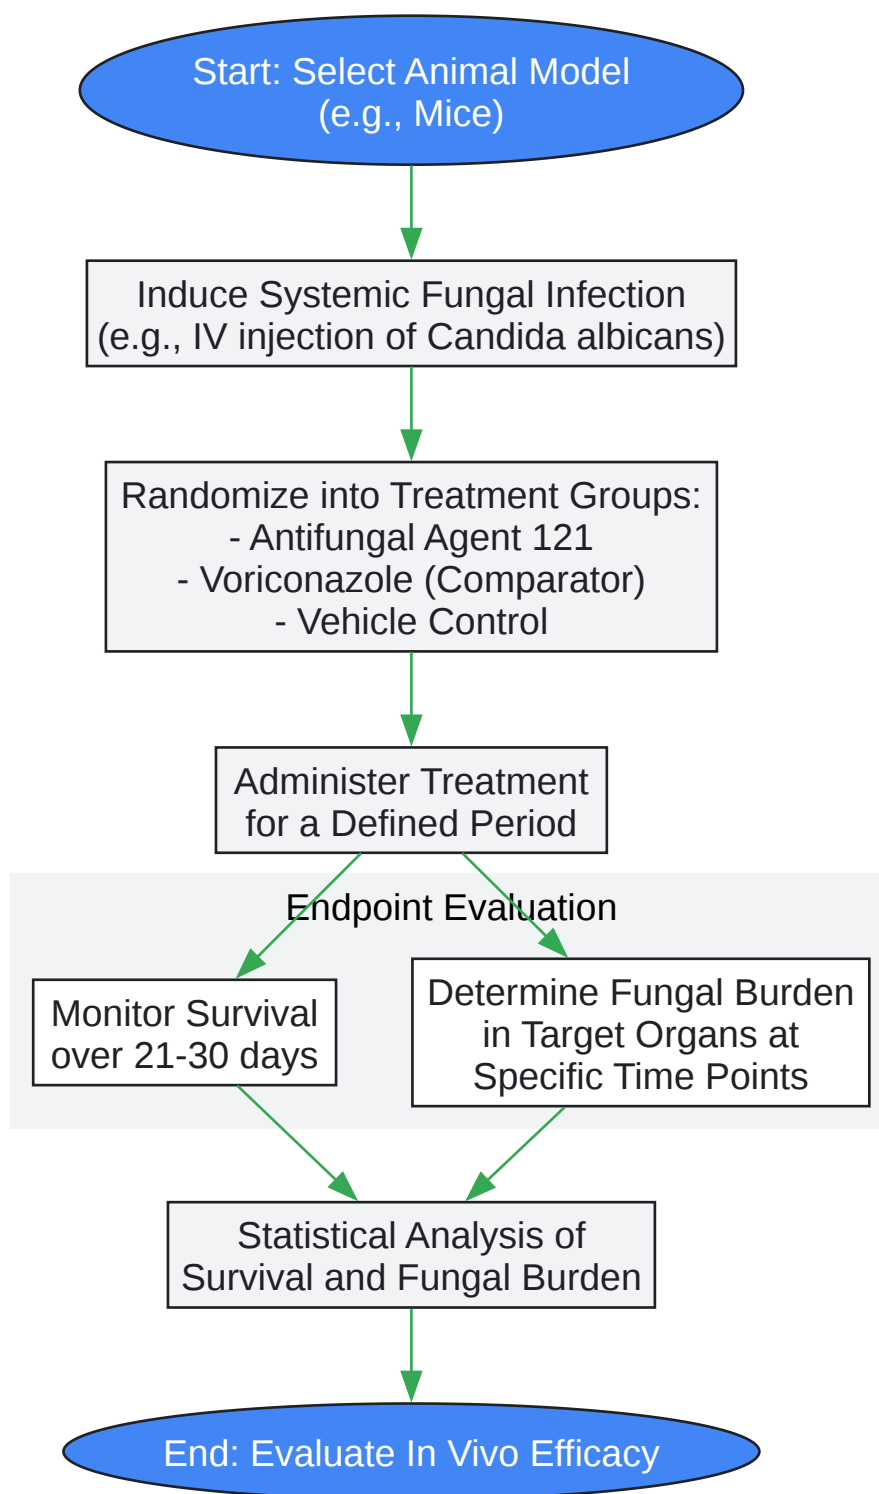 Start: Select Animal Model
(e.g., Mice)
Induce Systemic Fungal Infection
(e.g., IV injection of Candida albicans)
Randomize into Treatment Groups:
- Antifungal Agent 121
- Voriconazole (Comparator)
- Vehicle Control
Administer Treatment
for a Defined Period
Endpoint Evaluation
Monitor Survival
over 21-30 days
Determine Fungal Burden
in Target Organs at
Specific Time Points
Statistical Analysis of
Survival and Fungal Burden
End: Evaluate In Vivo Efficacy